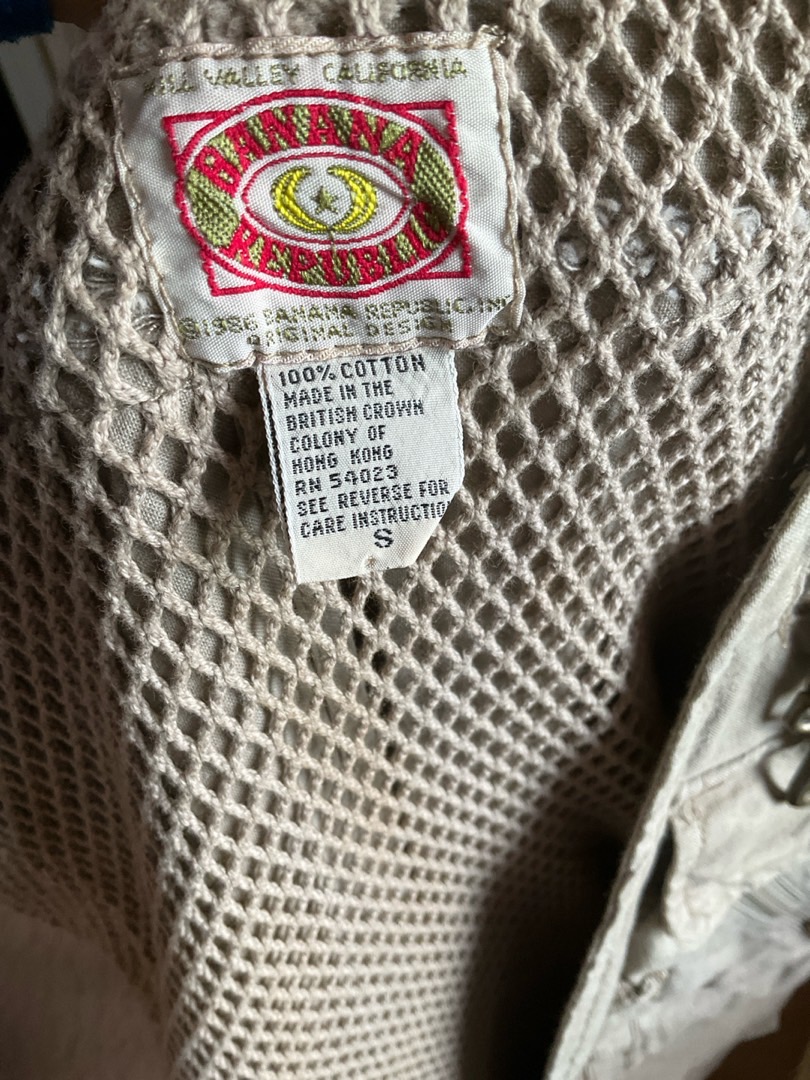 MILL VALLEY CALIFORNIA
BANANA
REPUBLIC
©1986 BANANA REPUBLIC, INC
ORIGINAL DESIGN
100% COTTON
MADE IN THE
BRITISH CROWN
COLONY OF
HONG KONG
RN 54023
SEE REVERSE FOR
CARE INSTRUCTIO
S